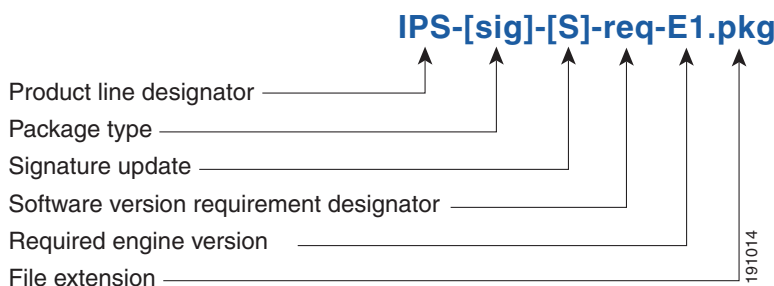 IPS-[sig]-[S]-req-E1.pkg
Product line designator
Package type
Signature update
Software version requirement designator
Required engine version
File extension
191014